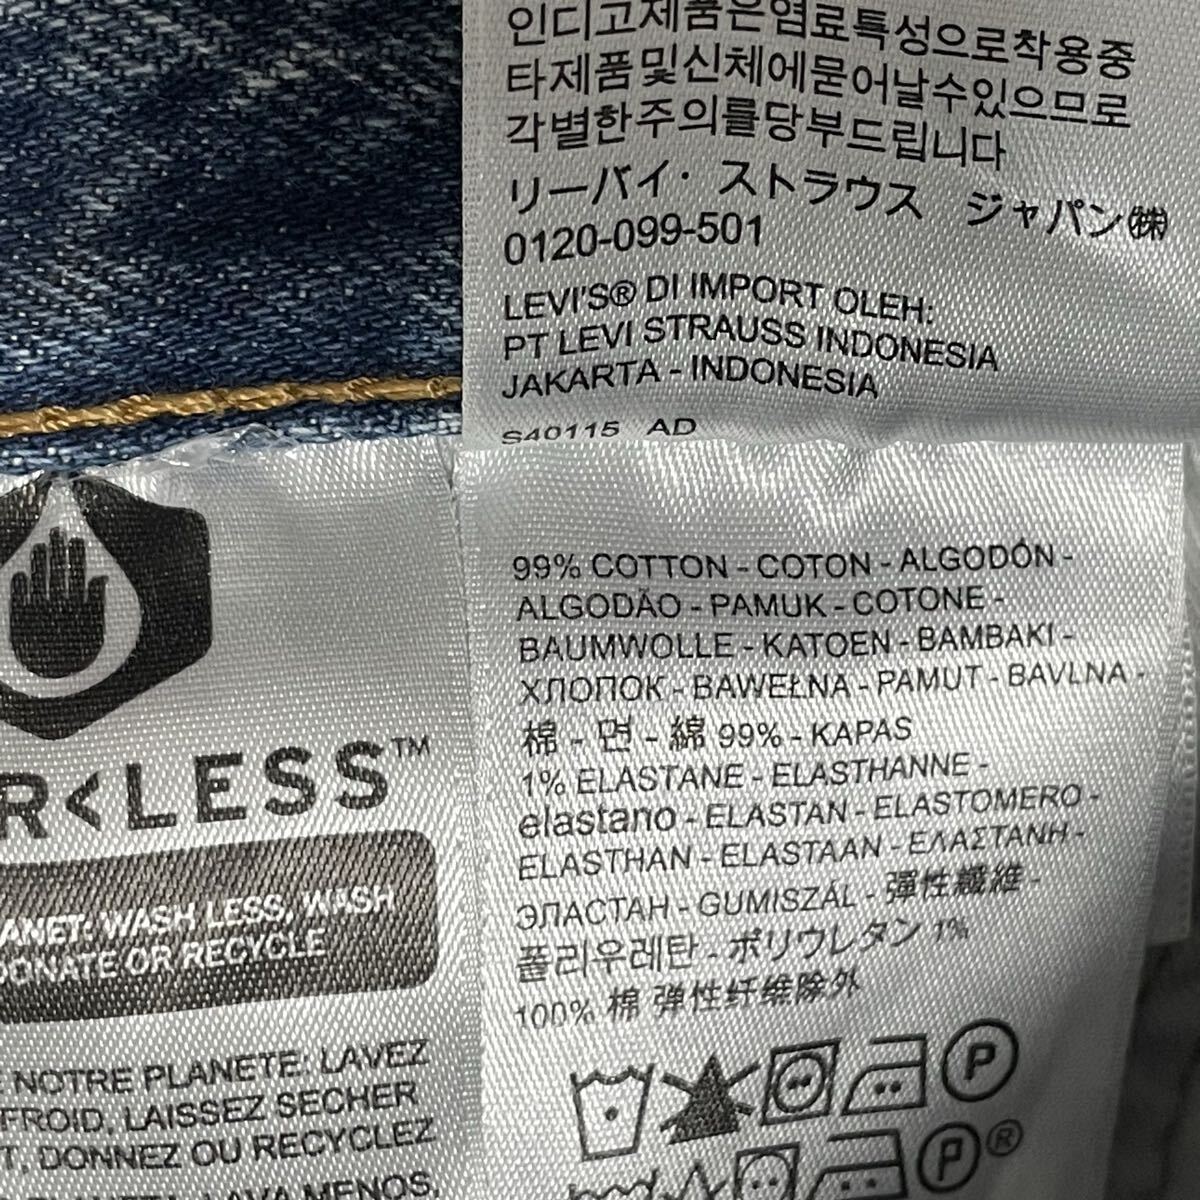 인디고제품은염료특성으로착용중
타제품및신체에묻어날수있으므로
각별한주의를당부드립니다
リーバイ・ストラウス ジャパン㈱
0120-099-501
LEVI'S® DI IMPORT OLEH:
PT LEVI STRAUSS INDONESIA
JAKARTA - INDONESIA
S40115 AD
R<LESS™
ANET: WASH LESS, WASH
DONATE OR RECYCLE
NOTRE PLANETE: LAVEZ
FROID, LAISSEZ SECHER
T, DONNEZ OU RECYCLEZ
LAVA MENOS,
99% COTTON - COTON - ALGODÓN -
ALGODÃO - PAMUK - COTONE -
BAUMWOLLE - KATOEN - BAMBAKI -
ХЛОПОК - BAWEŁNA - PAMUT - BAVLNA -
棉 - 면 - 綿 99% - KAPAS
1% ELASTANE - ELASTHANNE -
elastano - ELASTAN - ELASTOMERO -
ELASTHAN - ELASTAAN - ΕΛΑΣΤΑΝΗ -
ЭЛАСТАН - GUMISZÁL - 彈性纖維 -
폴리우레탄 - ポリウレタン 1%
100% 棉 弹性纤维除外
P
P®